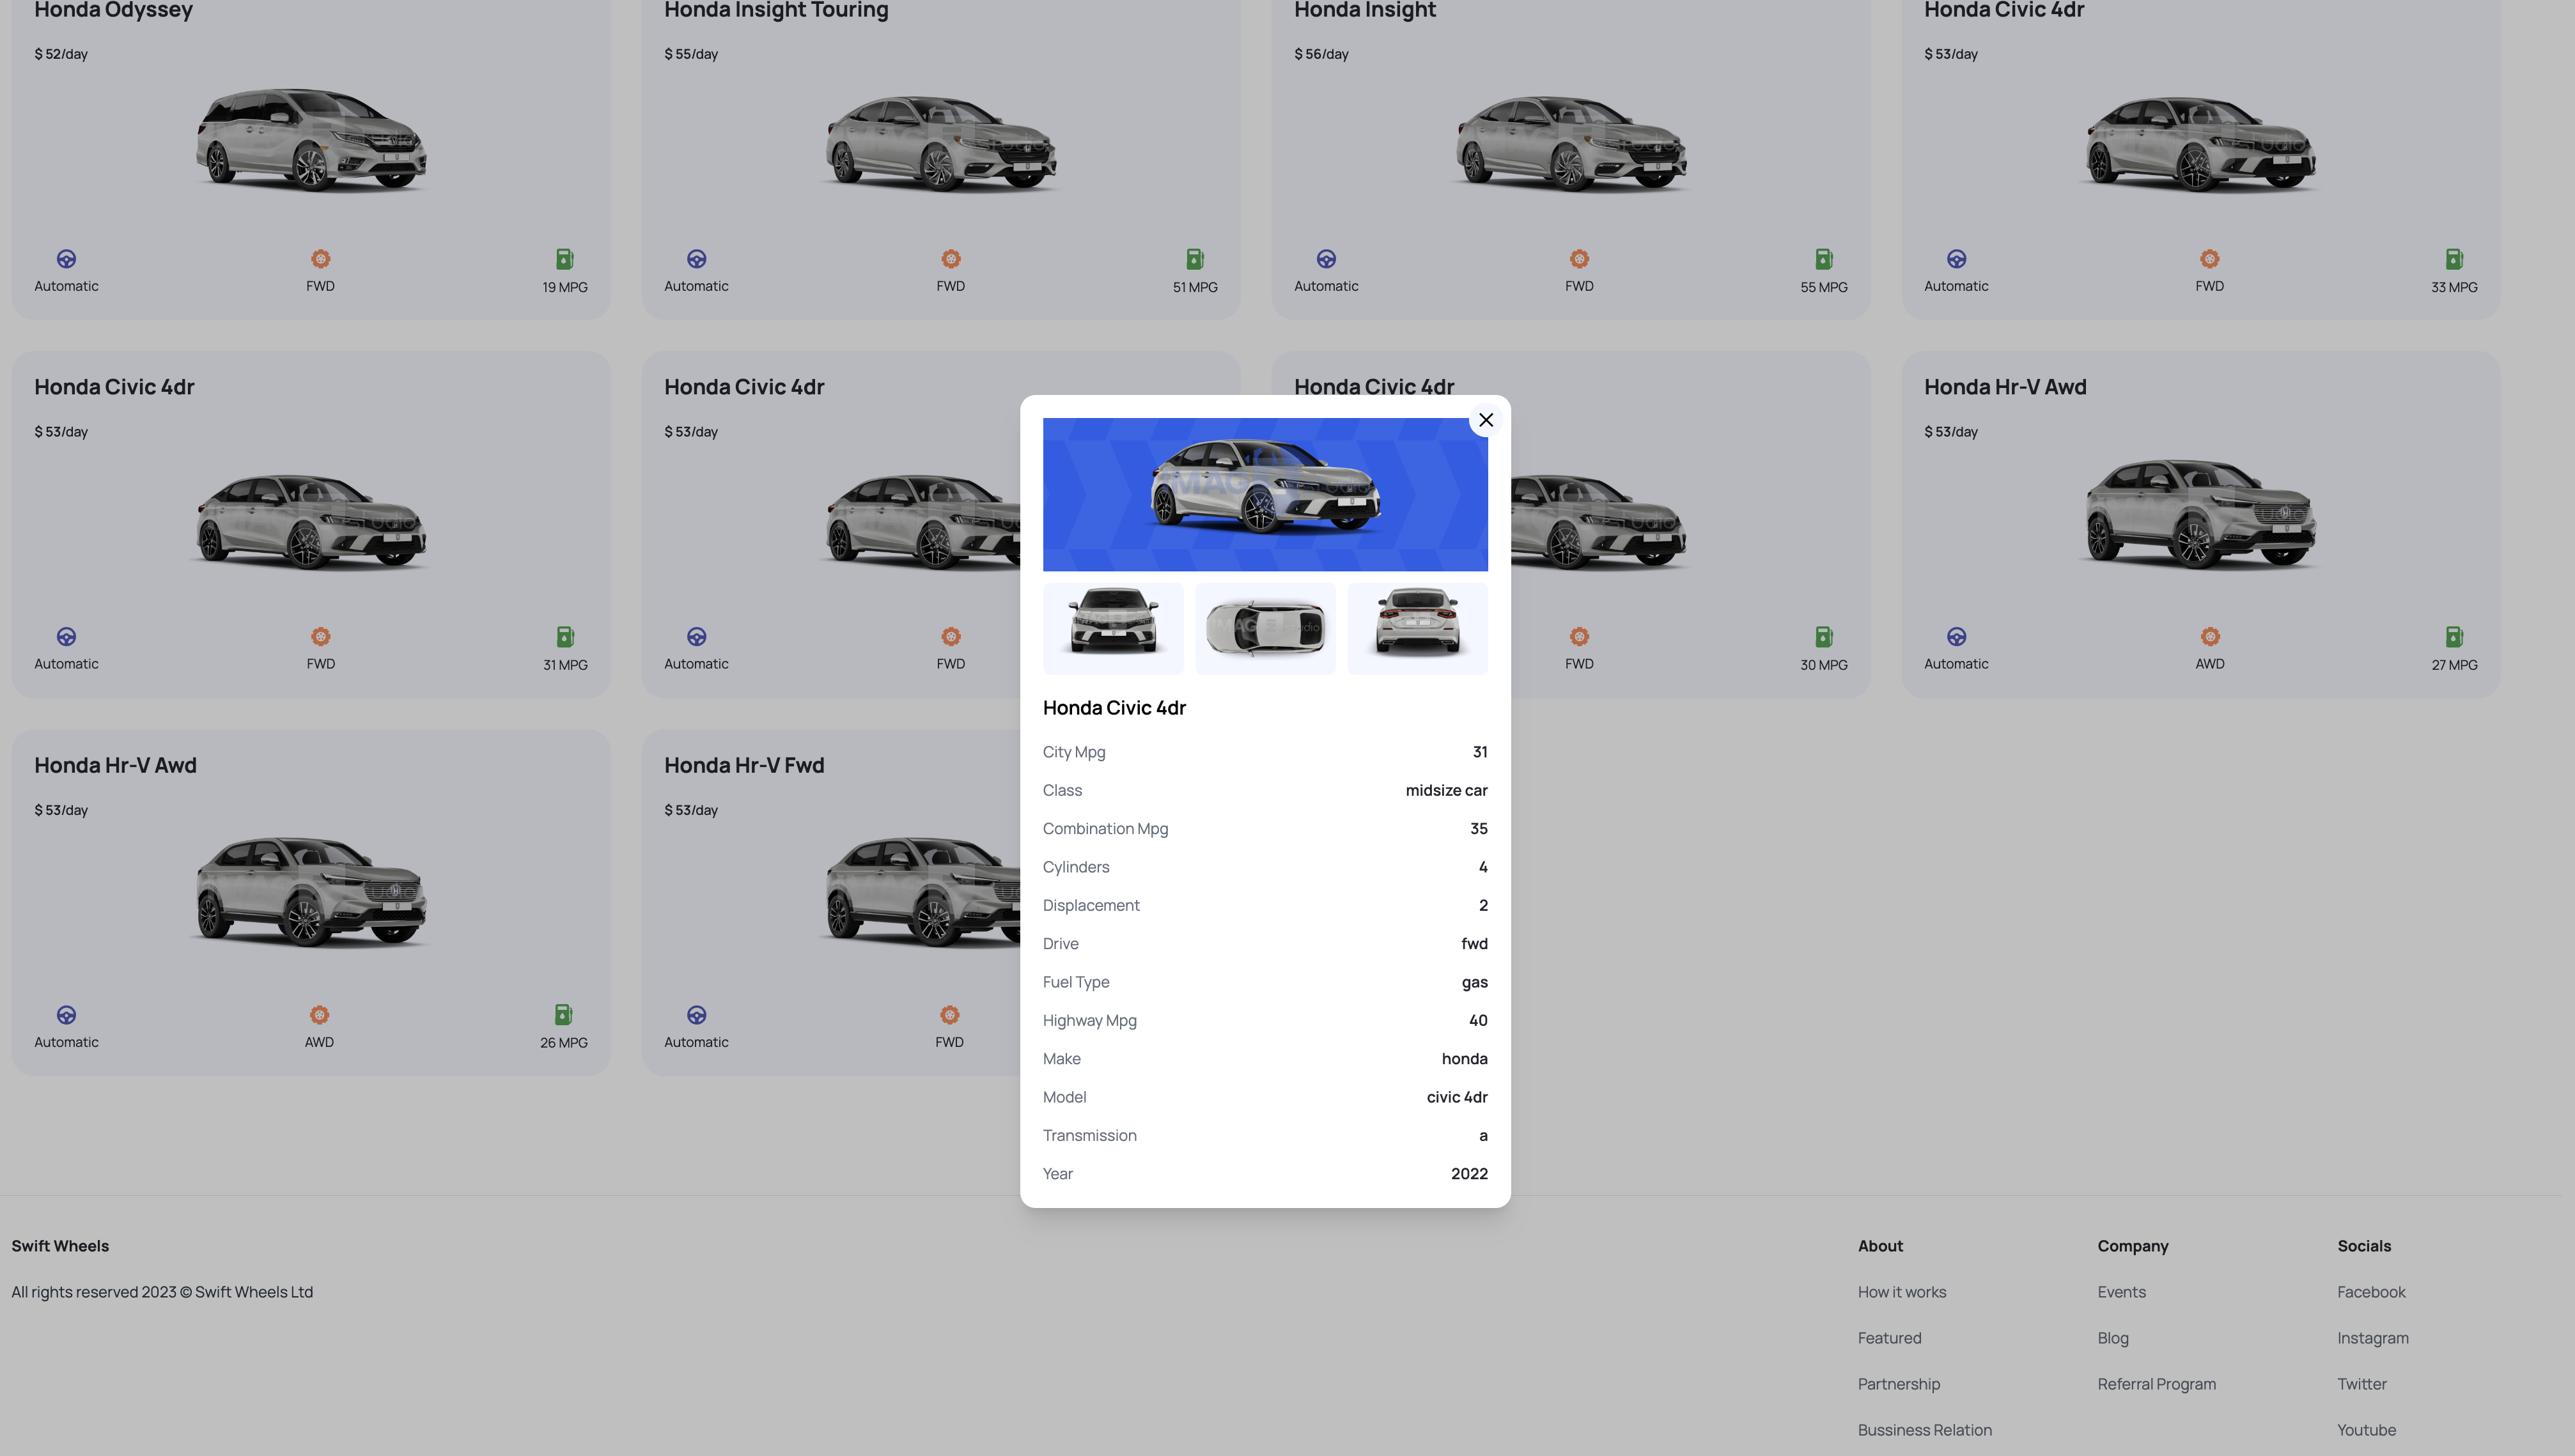 Honda Odyssey
Honda Insight Touring
Honda Insight
Honda Civic 4dr
$ 52/day
$ 55/day
$ 56/day
$ 53/day
Automatic
FWD
19 MPG
Automatic
FWD
51 MPG
Automatic
FWD
55 MPG
Automatic
FWD
33 MPG
Honda Civic 4dr
Honda Civic 4dr
Honda Civic 4dr
Honda Hr-V Awd
$ 53/day
$ 53/day
$ 53/day
Automatic
FWD
31 MPG
Automatic
FWD
FWD
30 MPG
Automatic
AWD
27 MPG
Honda Hr-V Awd
Honda Hr-V Fwd
$ 53/day
$ 53/day
Automatic
AWD
26 MPG
Automatic
FWD
Honda Civic 4dr
City Mpg 31
Class midsize car
Combination Mpg 35
Cylinders 4
Displacement 2
Drive fwd
Fuel Type gas
Highway Mpg 40
Make honda
Model civic 4dr
Transmission a
Year 2022
Swift Wheels
All rights reserved 2023 © Swift Wheels Ltd
About
How it works
Featured
Partnership
Bussiness Relation
Company
Events
Blog
Referral Program
Socials
Facebook
Instagram
Twitter
Youtube